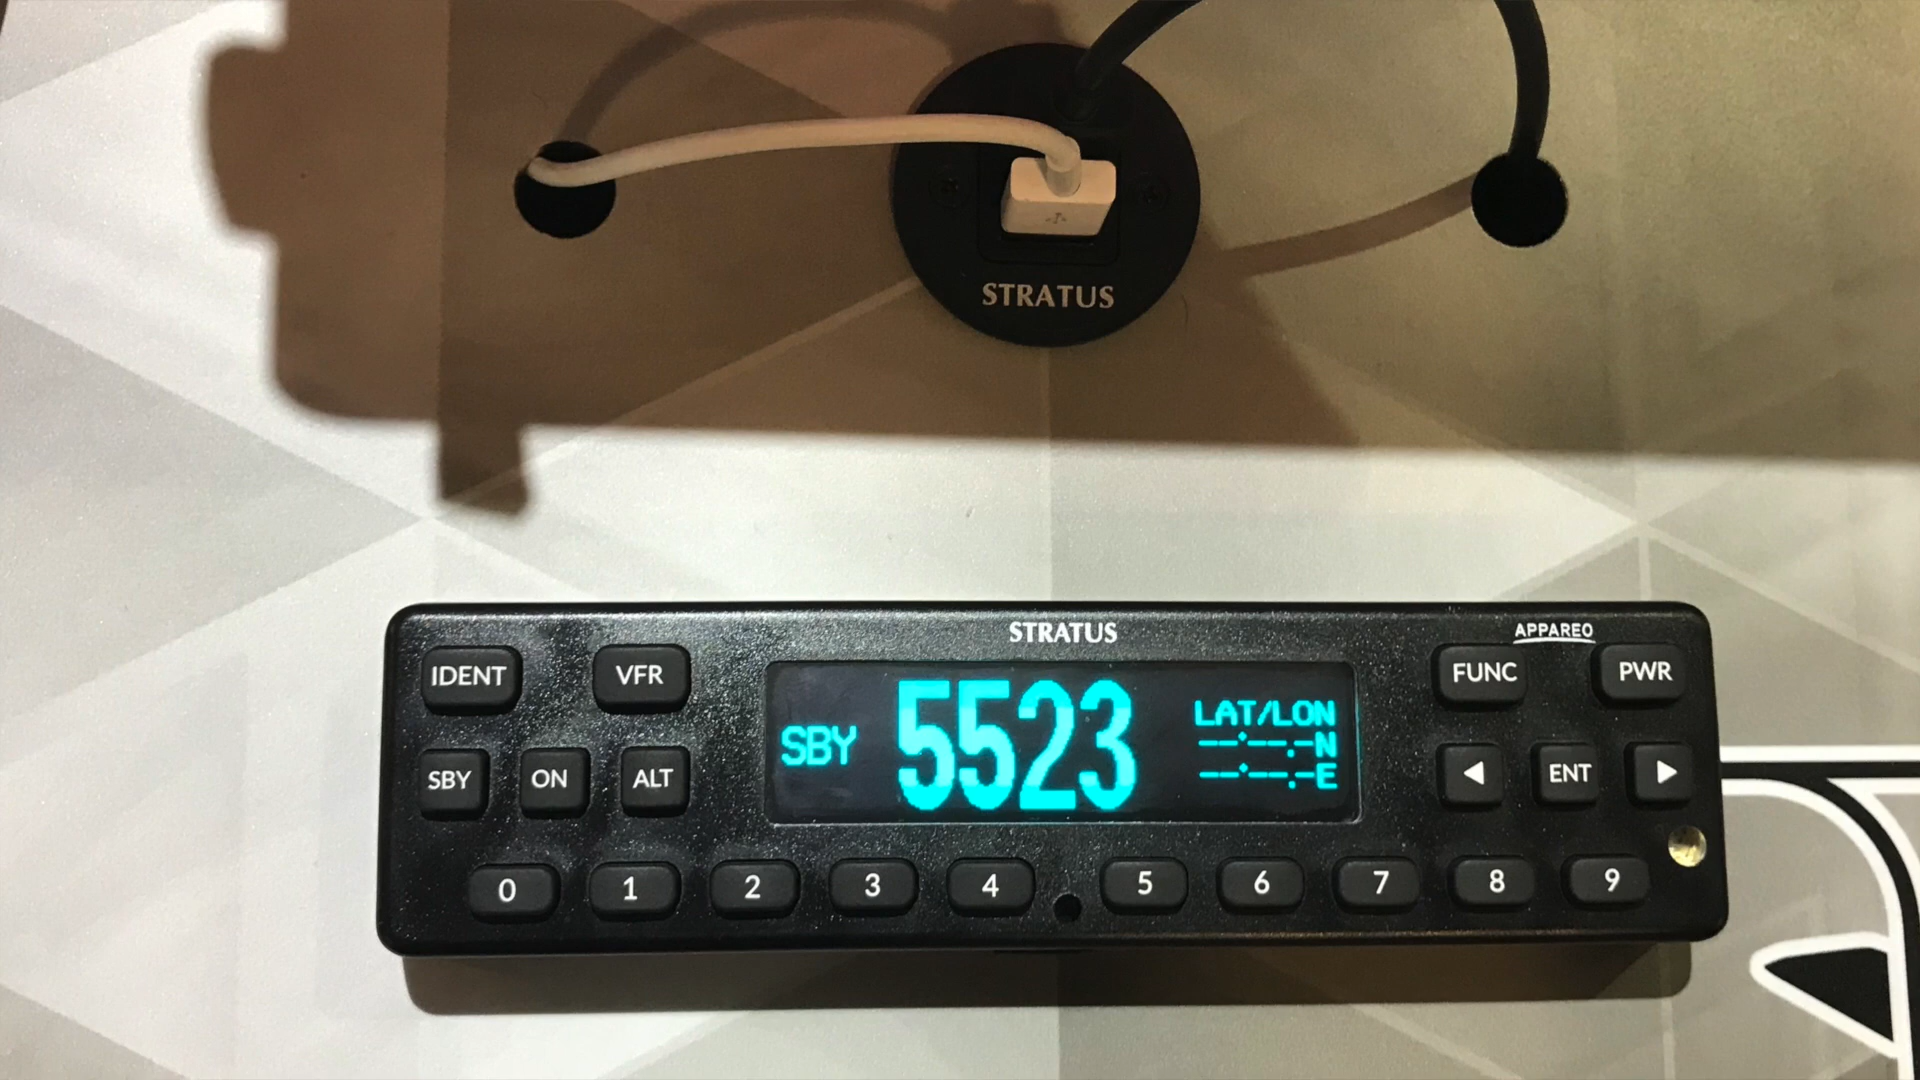 STRATUS
STRATUS
APPAREO
IDENT
VFR
FUNC
PWR
SBY
ON
ALT
SBY
5523
LAT/LON
--°--.-N
--°--.-E
ENT
0
1
2
3
4
5
6
7
8
9